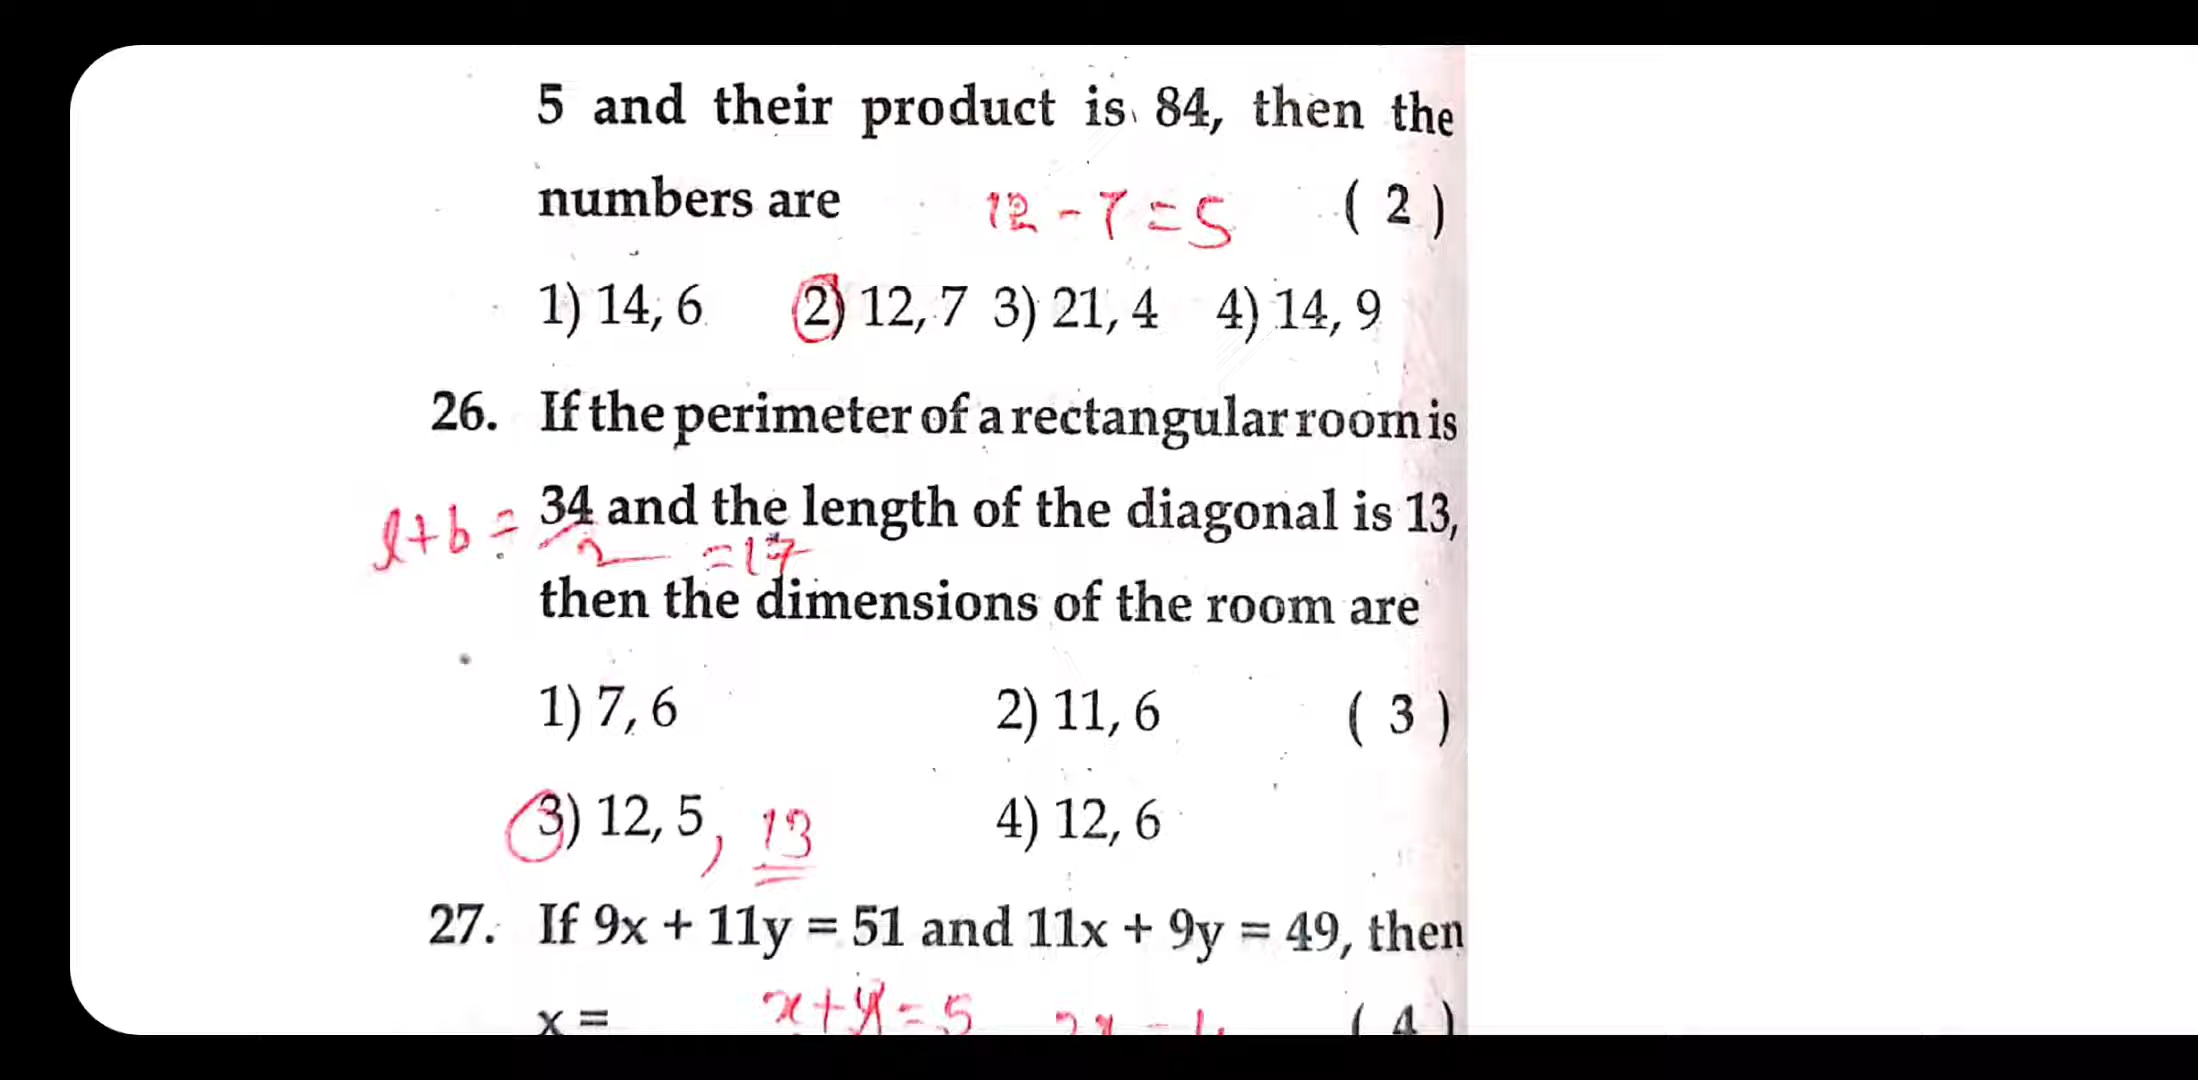 5 and their product is 84, then the
numbers are 12 - 7 = 5 ( 2 )
1) 14, 6 2) 12, 7 3) 21, 4 4) 14, 9
26. If the perimeter of a rectangular room is
l+b = 34 and the length of the diagonal is 13,
2 = 17
then the dimensions of the room are
1) 7, 6 2) 11, 6 ( 3 )
3) 12, 5, 13 4) 12, 6
27. If 9x + 11y = 51 and 11x + 9y = 49, then
x = x+y=5 ( 4 )